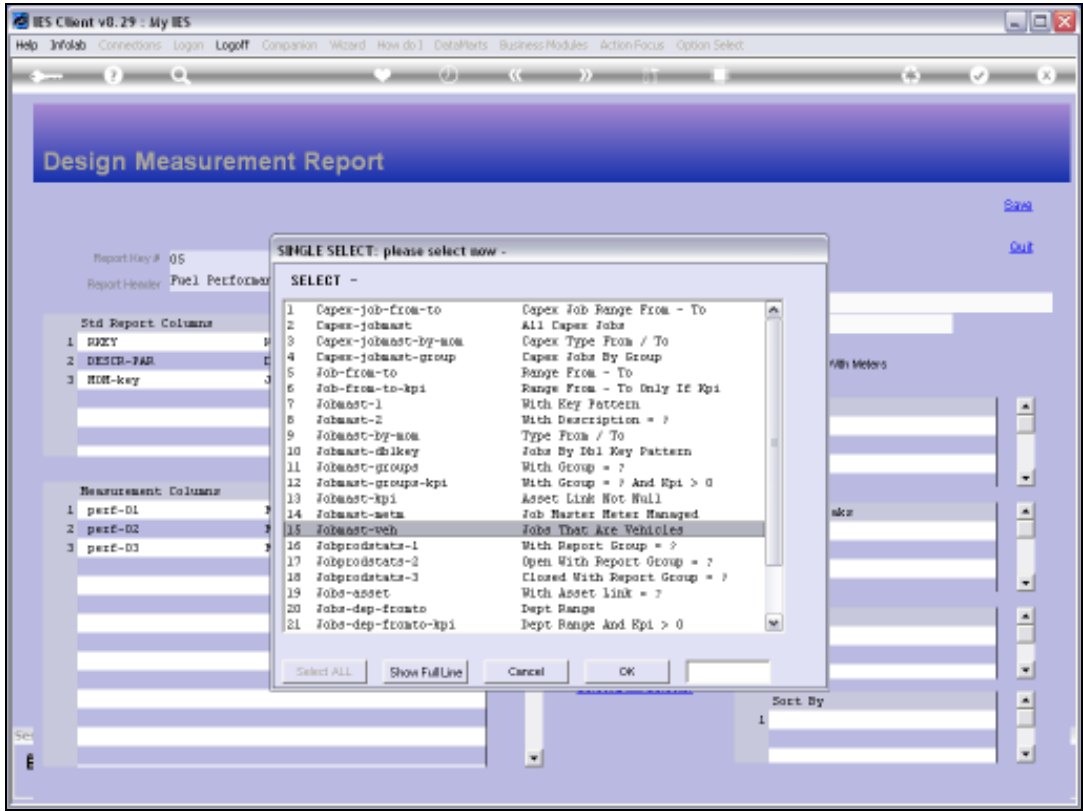 IES Client v8.29 : My IES
Help Infolab Connections Logon Logoff Companion Wizard How do I DataMarts Business Modules Action Focus Option Select
Design Measurement Report
Save
Quit
Report Key # 05
Report Header Fuel Performan
Std Report Columns
1 RKEY
2 DESCR-PAR
3 MOM-key
With Meters
Measurement Columns
1 perf-01
2 perf-02
3 perf-03
Sort By
1
SINGLE SELECT: please select now -
SELECT -
1 Capex-job-from-to Capex Job Range From - To
2 Capex-jobmast All Capex Jobs
3 Capex-jobmast-by-mom Capex Type From / To
4 Capex-jobmast-group Capex Jobs By Group
5 Job-from-to Range From - To
6 Job-from-to-kpi Range From - To Only If Kpi
7 Jobmast-1 With Key Pattern
8 Jobmast-2 With Description = ?
9 Jobmast-by-mom Type From / To
10 Jobmast-dblkey Jobs By Dbl Key Pattern
11 Jobmast-groups With Group = ?
12 Jobmast-groups-kpi With Group = ? And Kpi > 0
13 Jobmast-kpi Asset Link Not Null
14 Jobmast-metm Job Master Meter Managed
15 Jobmast-veh Jobs That Are Vehicles
16 Jobprodstats-1 With Report Group = ?
17 Jobprodstats-2 Open With Report Group = ?
18 Jobprodstats-3 Closed With Report Group = ?
19 Jobs-asset With Asset Link = ?
20 Jobs-dep-fromto Dept Range
21 Jobs-dep-fromto-kpi Dept Range And Kpi > 0
Select ALL Show Full Line Cancel OK